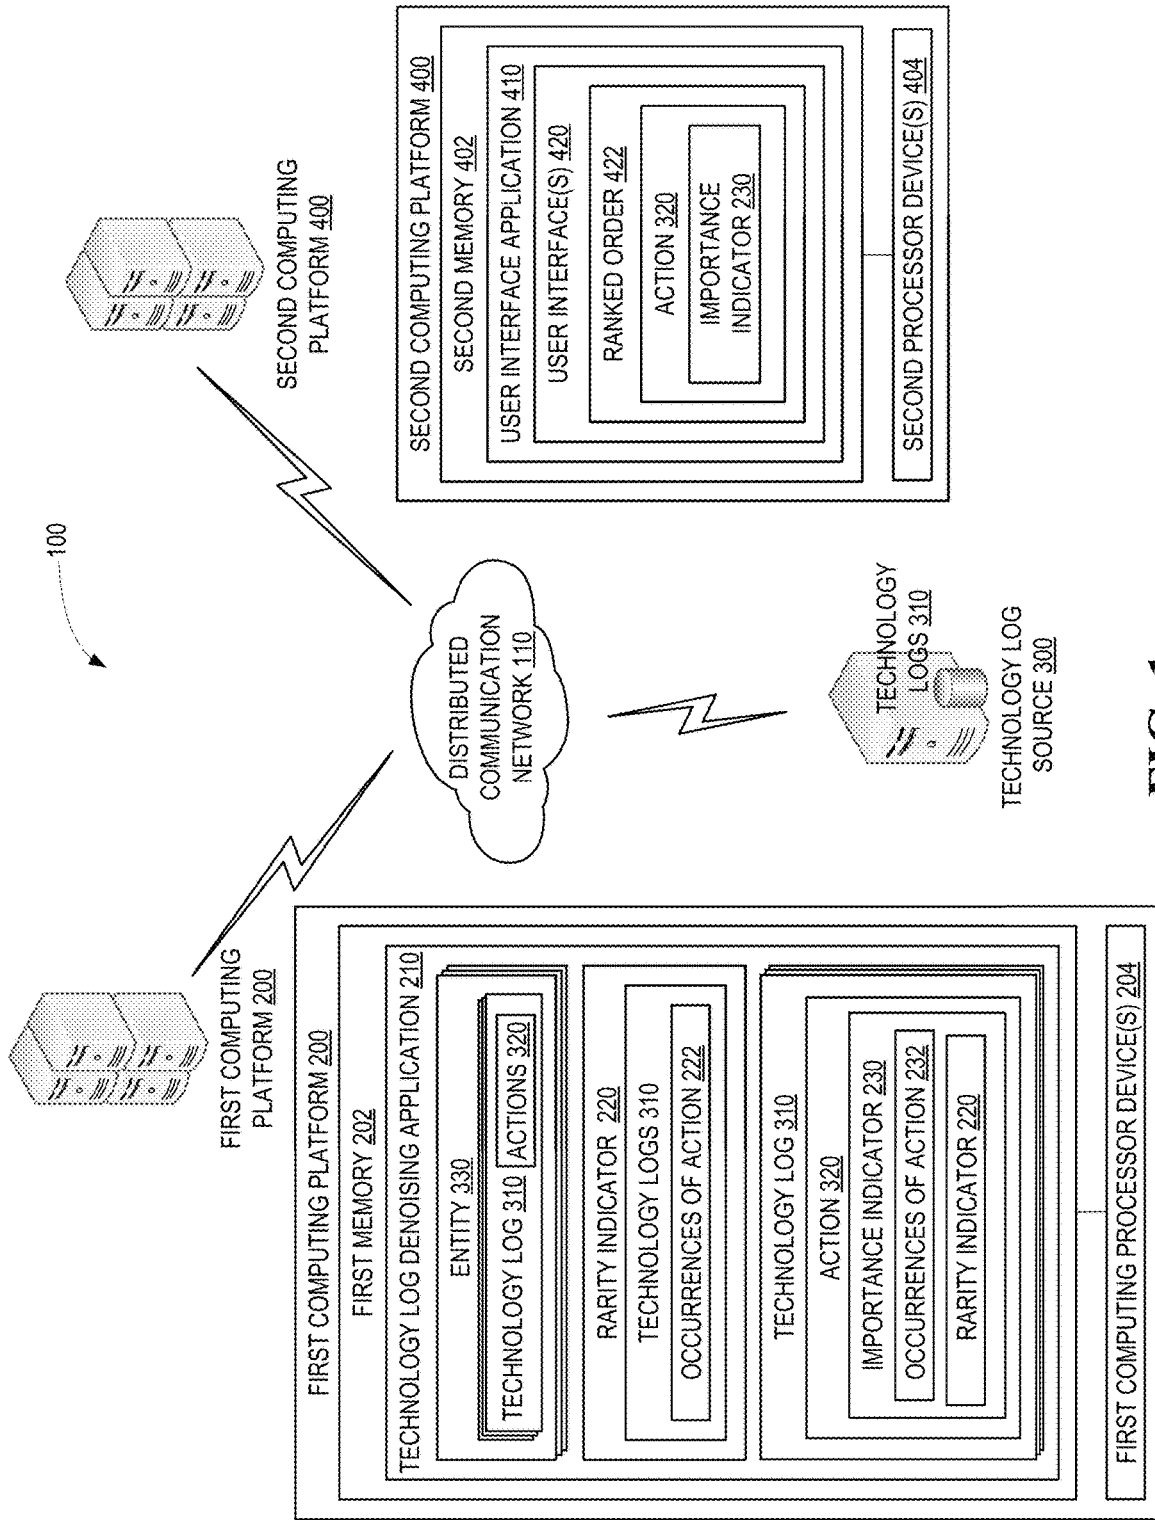 100
FIRST COMPUTING
PLATFORM 200
SECOND COMPUTING
PLATFORM 400
DISTRIBUTED
COMMUNICATION
NETWORK 110
TECHNOLOGY
LOGS 310
TECHNOLOGY LOG
SOURCE 300
FIRST COMPUTING PLATFORM 200
FIRST MEMORY 202
TECHNOLOGY LOG DENOISING APPLICATION 210
ENTITY 330
TECHNOLOGY LOG 310
ACTIONS 320
RARITY INDICATOR 220
TECHNOLOGY LOGS 310
OCCURRENCES OF ACTION 222
TECHNOLOGY LOG 310
ACTION 320
IMPORTANCE INDICATOR 230
OCCURRENCES OF ACTION 232
RARITY INDICATOR 220
FIRST COMPUTING PROCESSOR DEVICE(S) 204
SECOND COMPUTING PLATFORM 400
SECOND MEMORY 402
USER INTERFACE APPLICATION 410
USER INTERFACE(S) 420
RANKED ORDER 422
ACTION 320
IMPORTANCE
INDICATOR 230
SECOND PROCESSOR DEVICE(S) 404